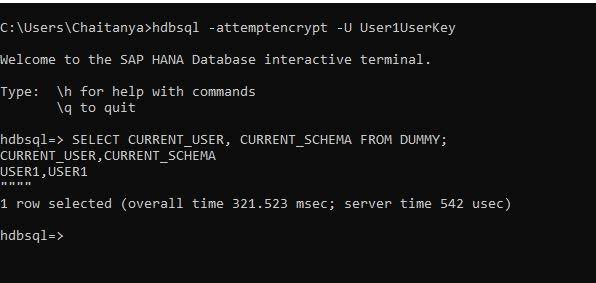 C:\Users\Chaitanya>hdbsql -attemptencrypt -U User1UserKey
Welcome to the SAP HANA Database interactive terminal.
Type:  \h for help with commands
       \q to quit
hdbsql=> SELECT CURRENT_USER, CURRENT_SCHEMA FROM DUMMY;
CURRENT_USER,CURRENT_SCHEMA
USER1,USER1
""""
1 row selected (overall time 321.523 msec; server time 542 usec)
hdbsql=>